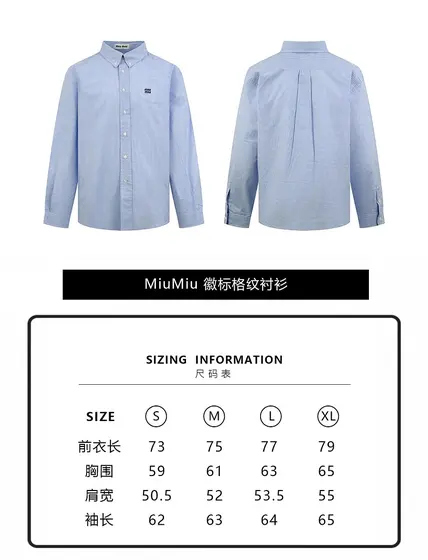 Miu Miu
MiuMiu 徽标格纹衬衫
SIZING INFORMATION
尺码表
SIZE S M L XL
前衣长 73 75 77 79
胸围 59 61 63 65
肩宽 50.5 52 53.5 55
袖长 62 63 64 65